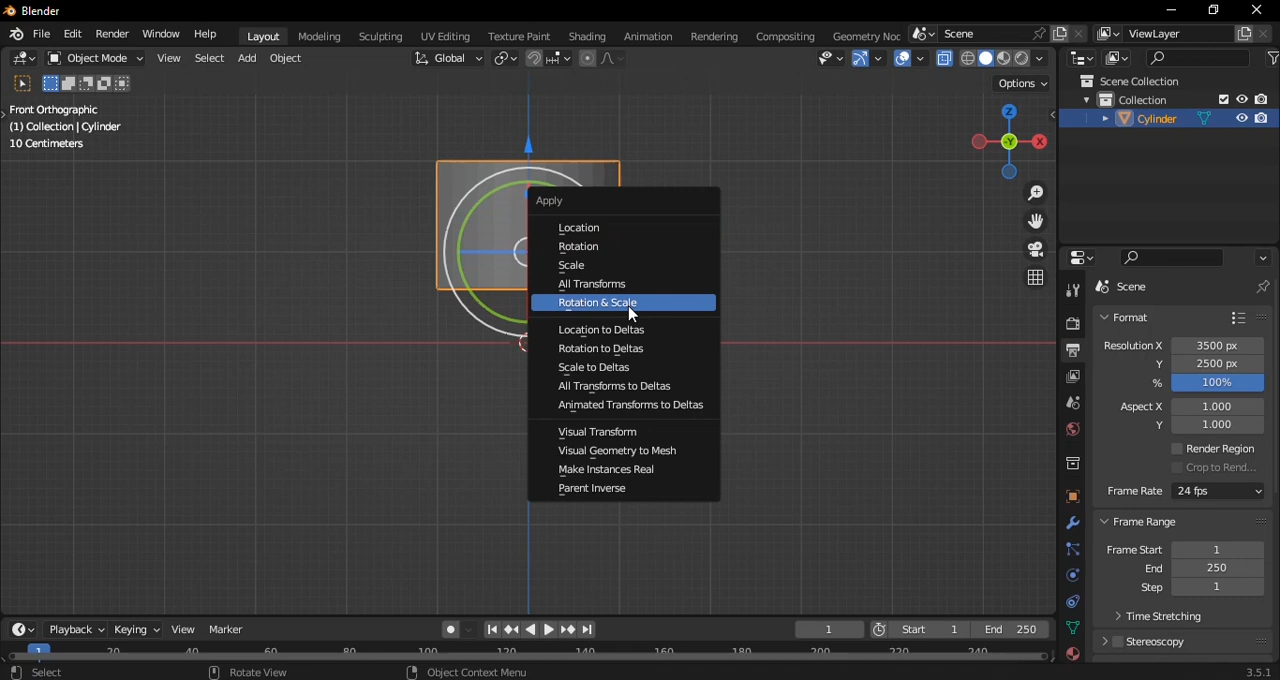 Blender
File Edit Render Window Help Layout Modeling Sculpting UV Editing Texture Paint Shading Animation Rendering Compositing Geometry Noc Scene ViewLayer
Object Mode View Select Add Object Global
Options
Front Orthographic
(1) Collection | Cylinder
10 Centimeters
Z
X
-Y
Apply
Location
Rotation
Scale
All Transforms
Rotation & Scale
Location to Deltas
Rotation to Deltas
Scale to Deltas
All Transforms to Deltas
Animated Transforms to Deltas
Visual Transform
Visual Geometry to Mesh
Make Instances Real
Parent Inverse
Scene Collection
Collection
Cylinder
Scene
Format
Resolution X 3500 px
Y 2500 px
% 100%
Aspect X 1.000
Y 1.000
Render Region
Crop to Rend...
Frame Rate 24 fps
Frame Range
Frame Start 1
End 250
Step 1
Time Stretching
Stereoscopy
Playback Keying View Marker 1 Start 1 End 250
1 20 40 60 80 100 120 140 160 180 200 220 240
Select Rotate View Object Context Menu 3.5.1